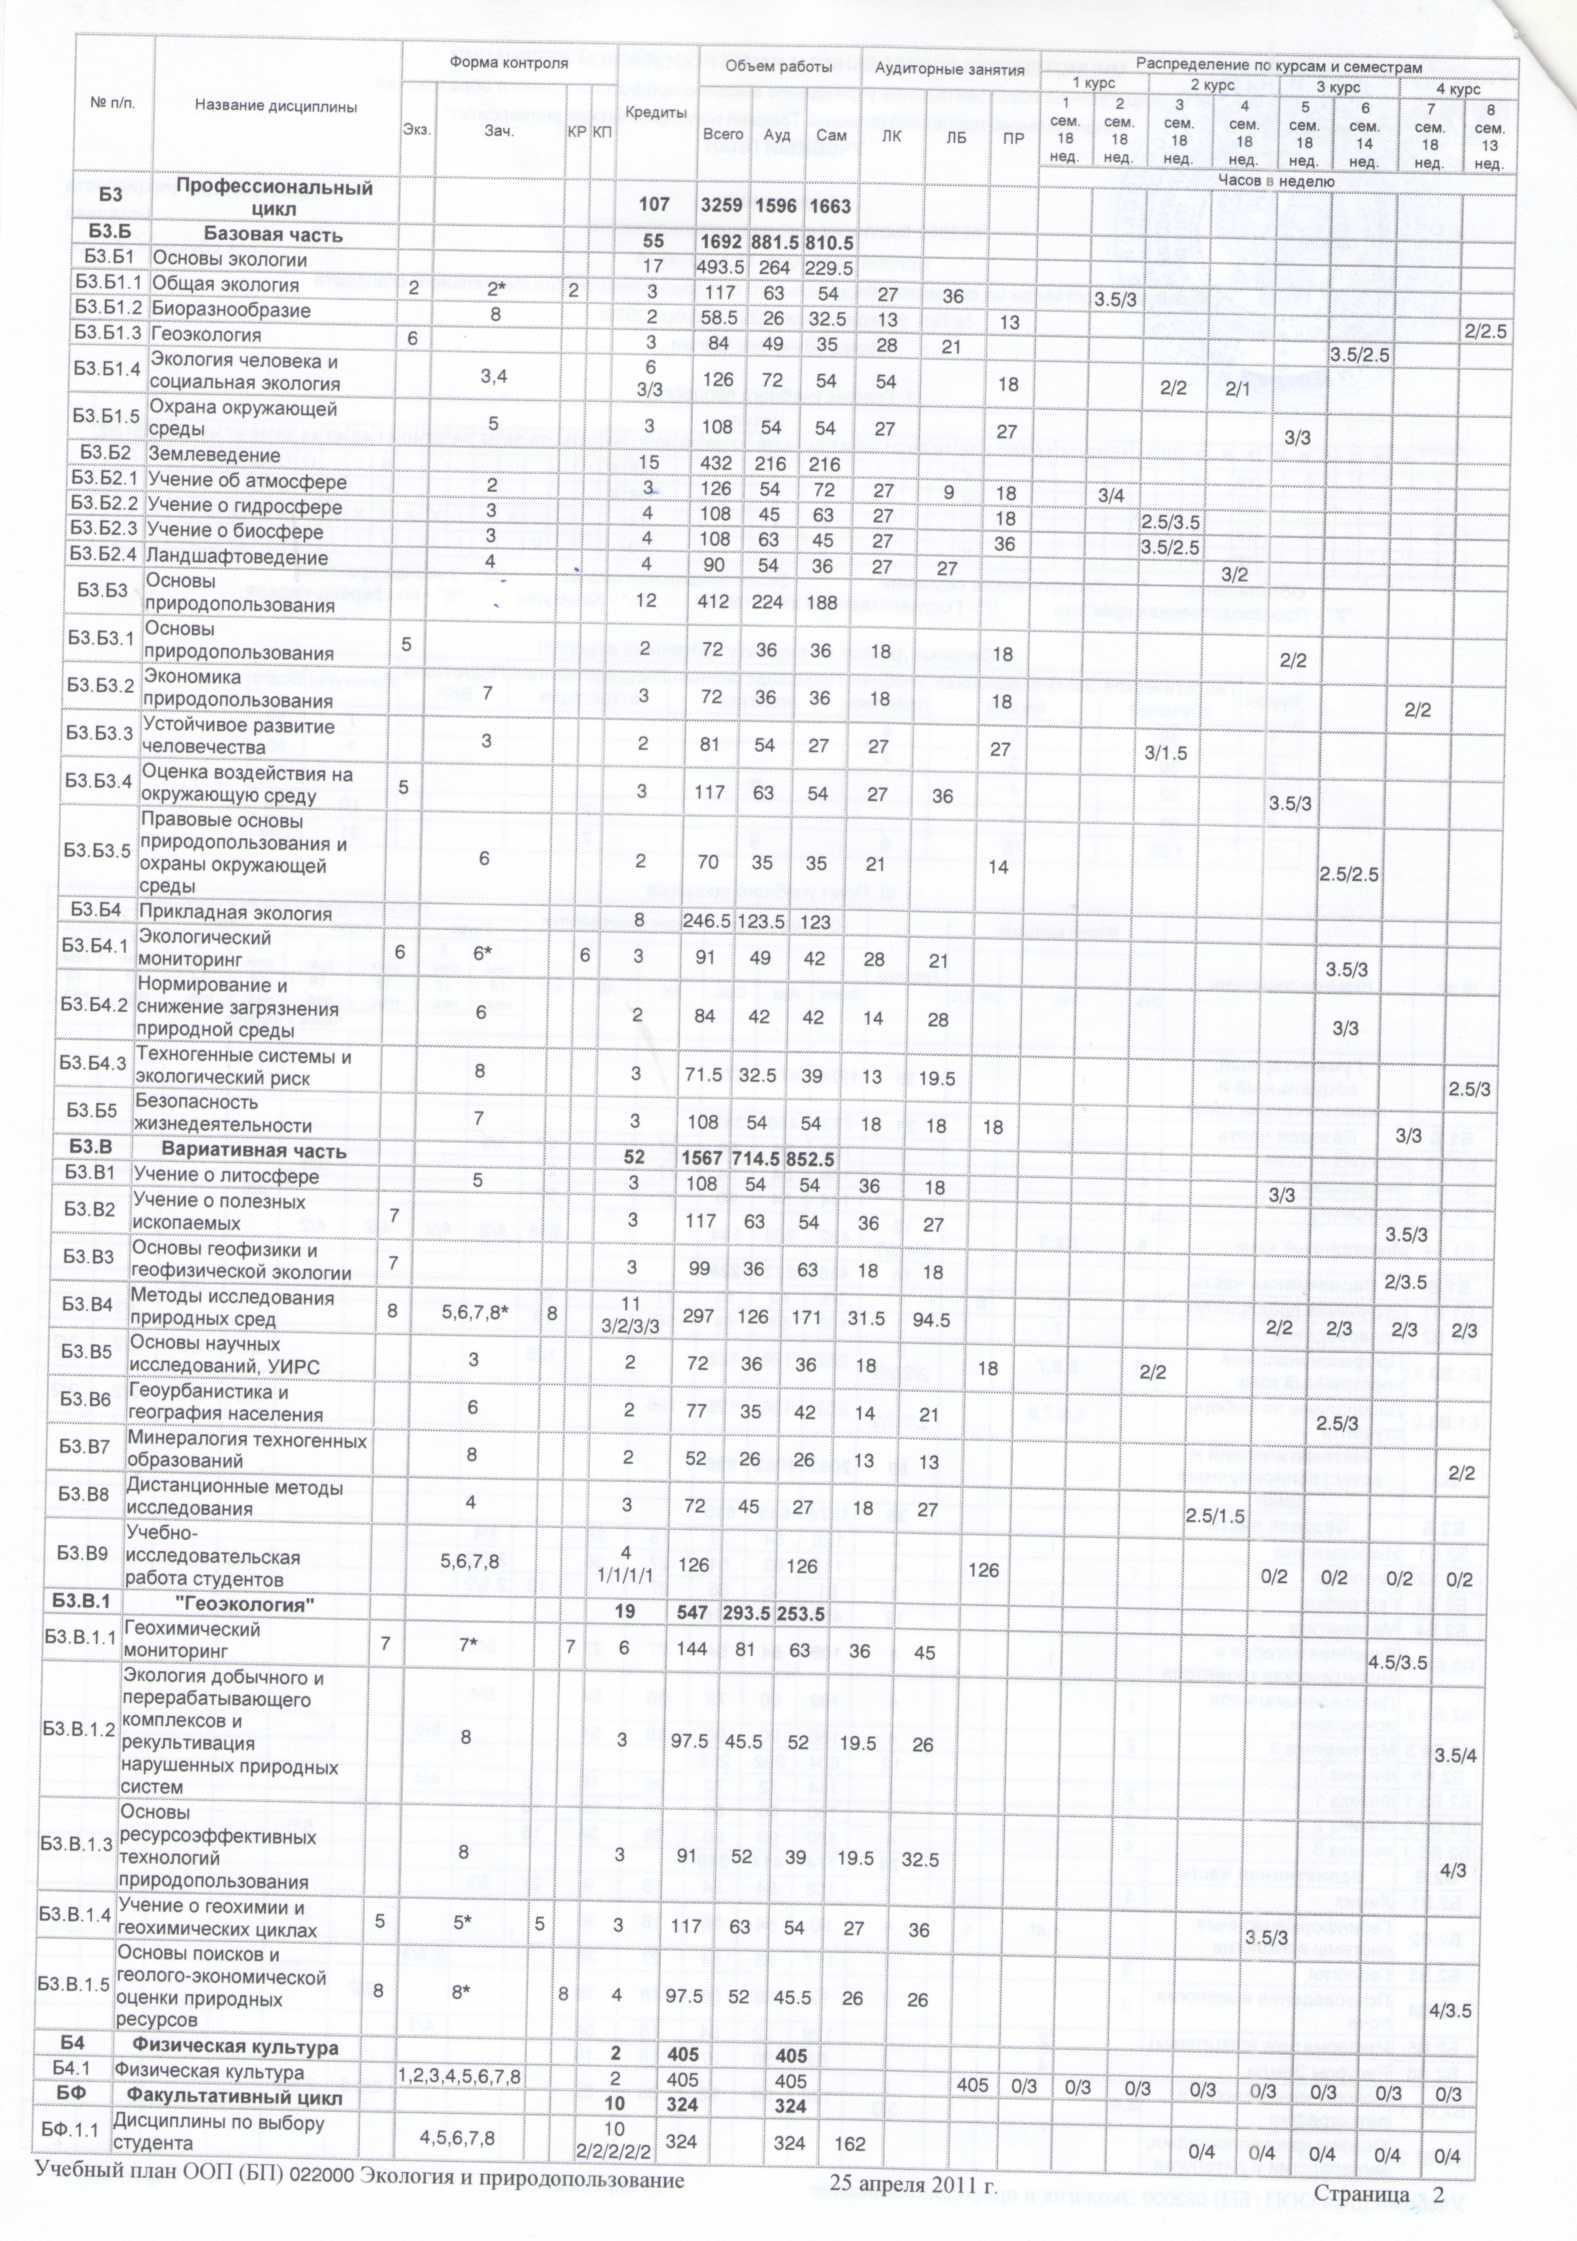 № п/п. Название дисциплины Форма контроля Кредиты Объем работы Аудиторные занятия Распределение по курсам и семестрам
1 курс 2 курс 3 курс 4 курс
Экз. Зач. КР КП Всего Ауд Сам ЛК ЛБ ПР 1 сем. 18 нед. 2 сем. 18 нед. 3 сем. 18 нед. 4 сем. 18 нед. 5 сем. 18 нед. 6 сем. 14 нед. 7 сем. 18 нед. 8 сем. 13 нед.
Часов в неделю
Б3 Профессиональный
цикл 107 3259 1596 1663
Б3.Б Базовая часть 55 1692 881.5 810.5
Б3.Б1 Основы экологии 17 493.5 264 229.5
Б3.Б1.1 Общая экология 2 2* 2 3 117 63 54 27 36 3.5/3
Б3.Б1.2 Биоразнообразие 8 2 58.5 26 32.5 13 13 2/2.5
Б3.Б1.3 Геоэкология 6 3 84 49 35 28 21 3.5/2.5
Б3.Б1.4 Экология человека и
социальная экология 3,4 6
3/3 126 72 54 54 18 2/2 2/1
Б3.Б1.5 Охрана окружающей
среды 5 3 108 54 54 27 27 3/3
Б3.Б2 Землеведение 15 432 216 216
Б3.Б2.1 Учение об атмосфере 2 3 126 54 72 27 9 18 3/4
Б3.Б2.2 Учение о гидросфере 3 4 108 45 63 27 18 2.5/3.5
Б3.Б2.3 Учение о биосфере 3 4 108 63 45 27 36 3.5/2.5
Б3.Б2.4 Ландшафтоведение 4 4 90 54 36 27 27 3/2
Б3.Б3 Основы
природопользования 12 412 224 188
Б3.Б3.1 Основы
природопользования 5 2 72 36 36 18 18 2/2
Б3.Б3.2 Экономика
природопользования 7 3 72 36 36 18 18 2/2
Б3.Б3.3 Устойчивое развитие
человечества 3 2 81 54 27 27 27 3/1.5
Б3.Б3.4 Оценка воздействия на
окружающую среду 5 3 117 63 54 27 36 3.5/3
Б3.Б3.5 Правовые основы
природопользования и
охраны окружающей
среды 6 2 70 35 35 21 14 2.5/2.5
Б3.Б4 Прикладная экология 8 246.5 123.5 123
Б3.Б4.1 Экологический
мониторинг 6 6* 6 3 91 49 42 28 21 3.5/3
Б3.Б4.2 Нормирование и
снижение загрязнения
природной среды 6 2 84 42 42 14 28 3/3
Б3.Б4.3 Техногенные системы и
экологический риск 8 3 71.5 32.5 39 13 19.5 2.5/3
Б3.Б5 Безопасность
жизнедеятельности 7 3 108 54 54 18 18 18 3/3
Б3.В Вариативная часть 52 1567 714.5 852.5
Б3.В1 Учение о литосфере 5 3 108 54 54 36 18 3/3
Б3.В2 Учение о полезных
ископаемых 7 3 117 63 54 36 27 3.5/3
Б3.В3 Основы геофизики и
геофизической экологии 7 3 99 36 63 18 18 2/3.5
Б3.В4 Методы исследования
природных сред 8 5,6,7,8* 8 11
3/2/3/3 297 126 171 31.5 94.5 2/2 2/3 2/3 2/3
Б3.В5 Основы научных
исследований, УИРС 3 2 72 36 36 18 18 2/2
Б3.В6 Геоурбанистика и
география населения 6 2 77 35 42 14 21 2.5/3
Б3.В7 Минералогия техногенных
образований 8 2 52 26 26 13 13 2/2
Б3.В8 Дистанционные методы
исследования 4 3 72 45 27 18 27 2.5/1.5
Б3.В9 Учебно-
исследовательская
работа студентов 5,6,7,8 4
1/1/1/1 126 126 126 0/2 0/2 0/2 0/2
Б3.В.1 "Геоэкология" 19 547 293.5 253.5
Б3.В.1.1 Геохимический
мониторинг 7 7* 7 6 144 81 63 36 45 4.5/3.5
Б3.В.1.2 Экология добычного и
перерабатывающего
комплексов и
рекультивация
нарушенных природных
систем 8 3 97.5 45.5 52 19.5 26 3.5/4
Б3.В.1.3 Основы
ресурсоэффективных
технологий
природопользования 8 3 91 52 39 19.5 32.5 4/3
Б3.В.1.4 Учение о геохимии и
геохимических циклах 5 5* 5 3 117 63 54 27 36 3.5/3
Б3.В.1.5 Основы поисков и
геолого-экономической
оценки природных
ресурсов 8 8* 8 4 97.5 52 45.5 26 26 4/3.5
Б4 Физическая культура 2 405 405
Б4.1 Физическая культура 1,2,3,4,5,6,7,8 2 405 405 405 0/3 0/3 0/3 0/3 0/3 0/3 0/3 0/3
БФ Факультативный цикл 10 324 324
БФ.1.1 Дисциплины по выбору
студента 4,5,6,7,8 10
2/2/2/2/2 324 324 162 0/4 0/4 0/4 0/4 0/4
Учебный план ООП (БП) 022000 Экология и природопользование 25 апреля 2011 г. Страница 2